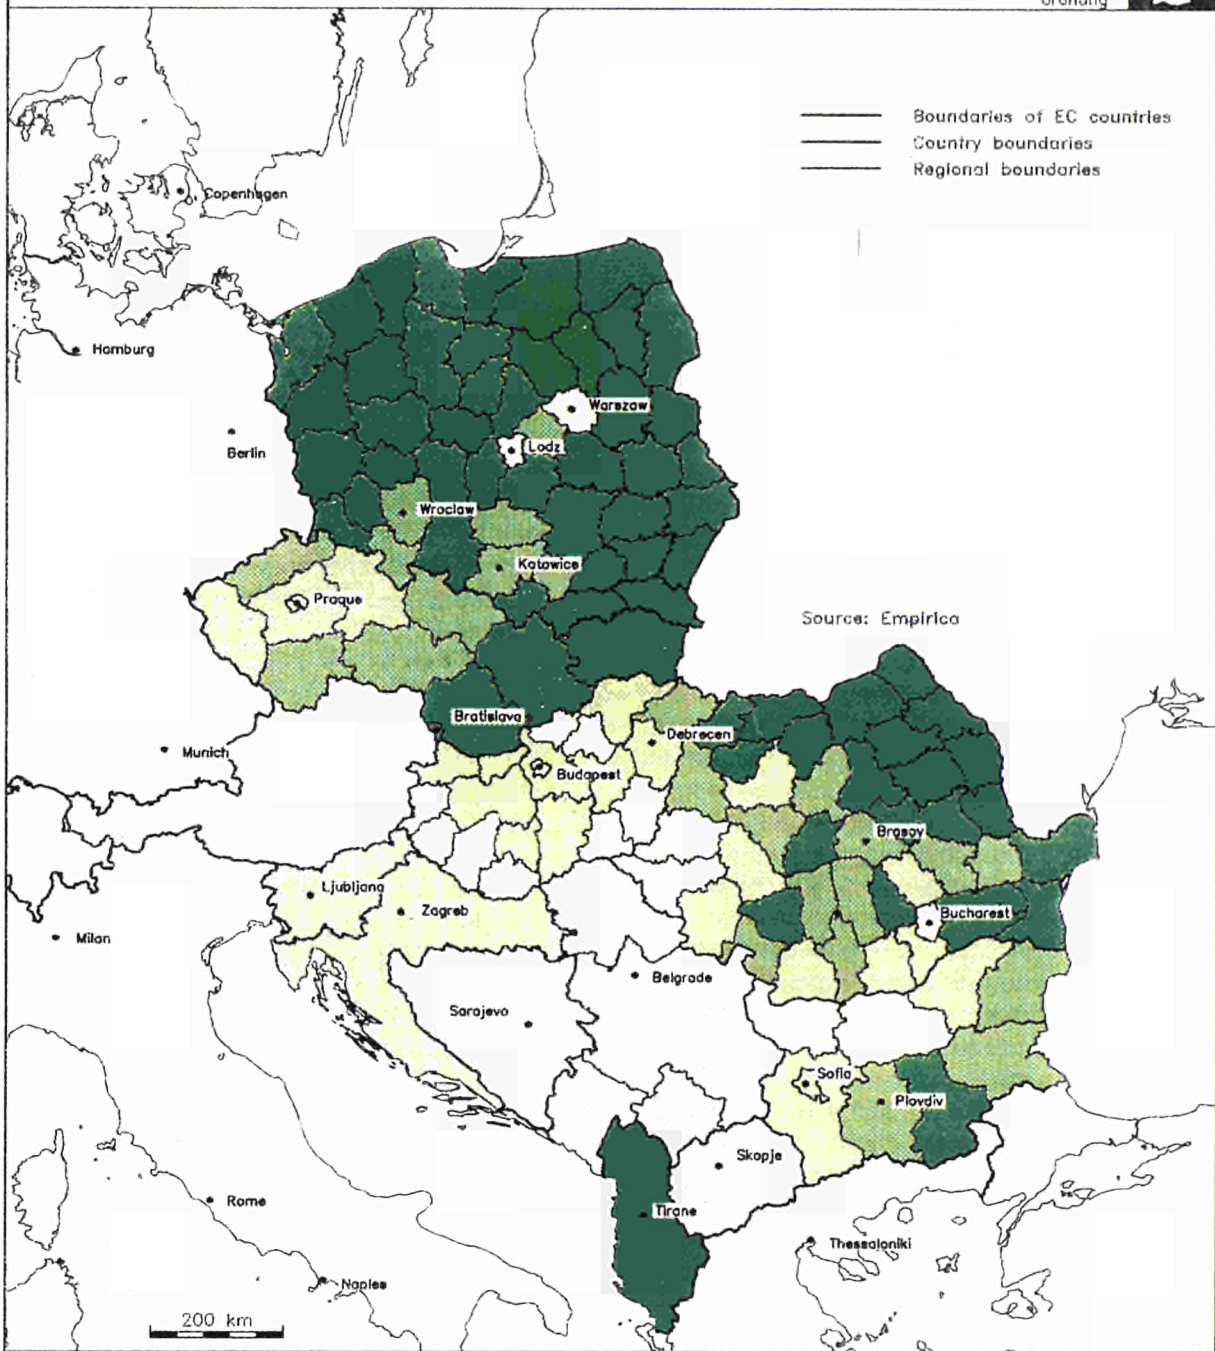 ordnung
Boundaries of EC countries
Country boundaries
Regional boundaries
Copenhagen
Hamburg
Warszaw
Berlin
Lodz
Wroclaw
Katowice
Prague
Source: Empirica
Bratislava
Debrecen
Munich
Budapest
Brasov
Ljubljana
Zagreb
Bucharest
Milan
Belgrade
Sarajevo
Sofia
Plovdiv
Skopje
Rome
Tirane
Thessaloniki
Naples
200 km